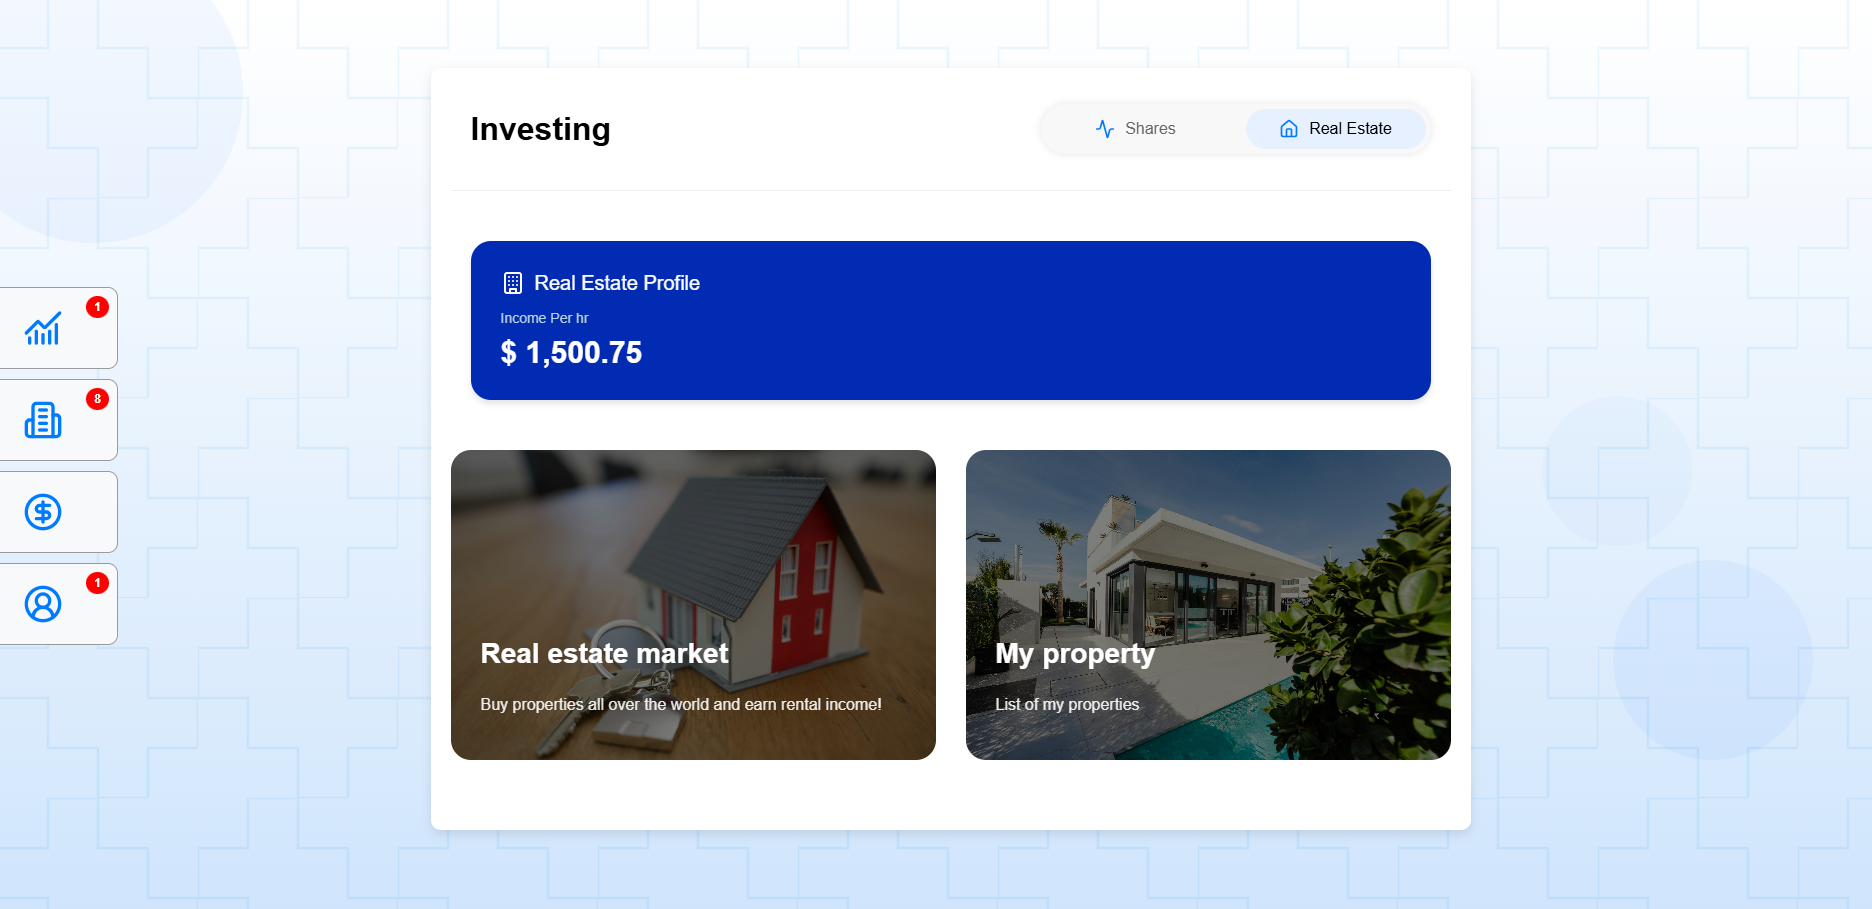 Investing
Shares
Real Estate
Real Estate Profile
Income Per hr
$ 1,500.75
1
8
1
Real estate market
Buy properties all over the world and earn rental income!
My property
List of my properties